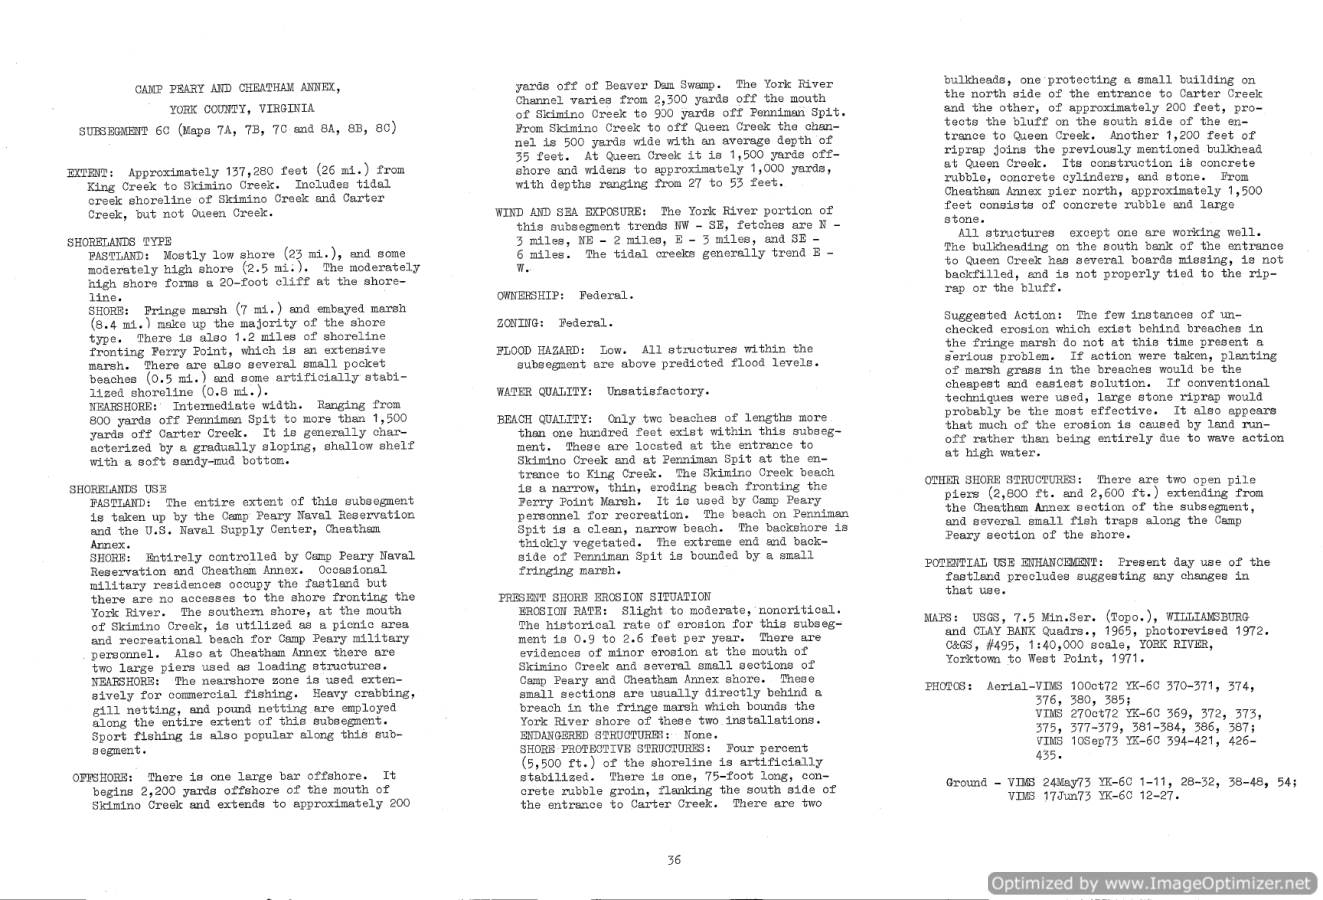 CAMP PEARY AND CHEATHAM ANNEX,
YORK COUNTY, VIRGINIA
SUBSEGMENT 6C (Maps 7A, 7B, 7C and 8A, 8B, 8C)
EXTENT: Approximately 137,280 feet (26 mi.) from
King Creek to Skimino Creek. Includes tidal
creek shoreline of Skimino Creek and Carter
Creek, but not Queen Creek.
SHORELANDS TYPE
FASTLAND: Mostly low shore (23 mi.), and some
moderately high shore (2.5 mi.). The moderately
high shore forms a 20-foot cliff at the shore-
line.
SHORE: Fringe marsh (7 mi.) and embayed marsh
(8.4 mi.) make up the majority of the shore
type. There is also 1.2 miles of shoreline
fronting Ferry Point, which is an extensive
marsh. There are also several small pocket
beaches (0.5 mi.) and some artificially stabi-
lized shoreline (0.8 mi.).
NEARSHORE: Intermediate width. Ranging from
800 yards off Penniman Spit to more than 1,500
yards off Carter Creek. It is generally char-
acterized by a gradually sloping, shallow shelf
with a soft sandy-mud bottom.
SHORELANDS USE
FASTLAND: The entire extent of this subsegment
is taken up by the Camp Peary Naval Reservation
and the U.S. Naval Supply Center, Cheatham
Annex.
SHORE: Entirely controlled by Camp Peary Naval
Reservation and Cheatham Annex. Occasional
military residences occupy the fastland but
there are no accesses to the shore fronting the
York River. The southern shore, at the mouth
of Skimino Creek, is utilized as a picnic area
and recreational beach for Camp Peary military
personnel. Also at Cheatham Annex there are
two large piers used as loading structures.
NEARSHORE: The nearshore zone is used exten-
sively for commercial fishing. Heavy crabbing,
gill netting, and pound netting are employed
along the entire extent of this subsegment.
Sport fishing is also popular along this sub-
segment.
OFFSHORE: There is one large bar offshore. It
begins 2,200 yards offshore of the mouth of
Skimino Creek and extends to approximately 200
yards off of Beaver Dam Swamp. The York River
Channel varies from 2,300 yards off the mouth
of Skimino Creek to 900 yards off Penniman Spit.
From Skimino Creek to off Queen Creek the chan-
nel is 500 yards wide with an average depth of
35 feet. At Queen Creek it is 1,500 yards off-
shore and widens to approximately 1,000 yards,
with depths ranging from 27 to 53 feet.
WIND AND SEA EXPOSURE: The York River portion of
this subsegment trends NW - SE, fetches are N -
3 miles, NE - 2 miles, E - 3 miles, and SE -
6 miles. The tidal creeks generally trend E -
W.
OWNERSHIP: Federal.
ZONING: Federal.
FLOOD HAZARD: Low. All structures within the
subsegment are above predicted flood levels.
WATER QUALITY: Unsatisfactory.
BEACH QUALITY: Only two beaches of lengths more
than one hundred feet exist within this subseg-
ment. These are located at the entrance to
Skimino Creek and at Penniman Spit at the en-
trance to King Creek. The Skimino Creek beach
is a narrow, thin, eroding beach fronting the
Ferry Point Marsh. It is used by Camp Peary
personnel for recreation. The beach on Penniman
Spit is a clean, narrow beach. The backshore is
thickly vegetated. The extreme end and back-
side of Penniman Spit is bounded by a small
fringing marsh.
PRESENT SHORE EROSION SITUATION
EROSION RATE: Slight to moderate, noncritical.
The historical rate of erosion for this subseg-
ment is 0.9 to 2.6 feet per year. There are
evidences of minor erosion at the mouth of
Skimino Creek and several small sections of
Camp Peary and Cheatham Annex shore. These
small sections are usually directly behind a
breach in the fringe marsh which bounds the
York River shore of these two installations.
ENDANGERED STRUCTURES: None.
SHORE PROTECTIVE STRUCTURES: Four percent
(5,500 ft.) of the shoreline is artificially
stabilized. There is one, 75-foot long, con-
crete rubble groin, flanking the south side of
the entrance to Carter Creek. There are two
bulkheads, one protecting a small building on
the north side of the entrance to Carter Creek
and the other, of approximately 200 feet, pro-
tects the bluff on the south side of the en-
trance to Queen Creek. Another 1,200 feet of
riprap joins the previously mentioned bulkhead
at Queen Creek. Its construction is concrete
rubble, concrete cylinders, and stone. From
Cheatham Annex pier north, approximately 1,500
feet consists of concrete rubble and large
stone.
All structures except one are working well.
The bulkheading on the south bank of the entrance
to Queen Creek has several boards missing, is not
backfilled, and is not properly tied to the rip-
rap or the bluff.
Suggested Action: The few instances of un-
checked erosion which exist behind breaches in
the fringe marsh do not at this time present a
serious problem. If action were taken, planting
of marsh grass in the breaches would be the
cheapest and easiest solution. If conventional
techniques were used, large stone riprap would
probably be the most effective. It also appears
that much of the erosion is caused by land run-
off rather than being entirely due to wave action
at high water.
OTHER SHORE STRUCTURES: There are two open pile
piers (2,800 ft. and 2,600 ft.) extending from
the Cheatham Annex section of the subsegment,
and several small fish traps along the Camp
Peary section of the shore.
POTENTIAL USE ENHANCEMENT: Present day use of the
fastland precludes suggesting any changes in
that use.
MAPS: USGS, 7.5 Min.Ser. (Topo.), WILLIAMSBURG
and CLAY BANK Quadrs., 1965, photorevised 1972.
C&GS, #495, 1:40,000 scale, YORK RIVER,
Yorktown to West Point, 1971.
PHOTOS: Aerial-VIMS 10Oct72 YK-6C 370-371, 374,
376, 380, 385;
VIMS 27Oct72 YK-6C 369, 372, 373,
375, 377-379, 381-384, 386, 387;
VIMS 10Sep73 YK-6C 394-421, 426-
435.
Ground - VIMS 24May73 YK-6C 1-11, 28-32, 38-48, 54;
VIMS 17Jun73 YK-6C 12-27.
36
Optimized by www.ImageOptimizer.net